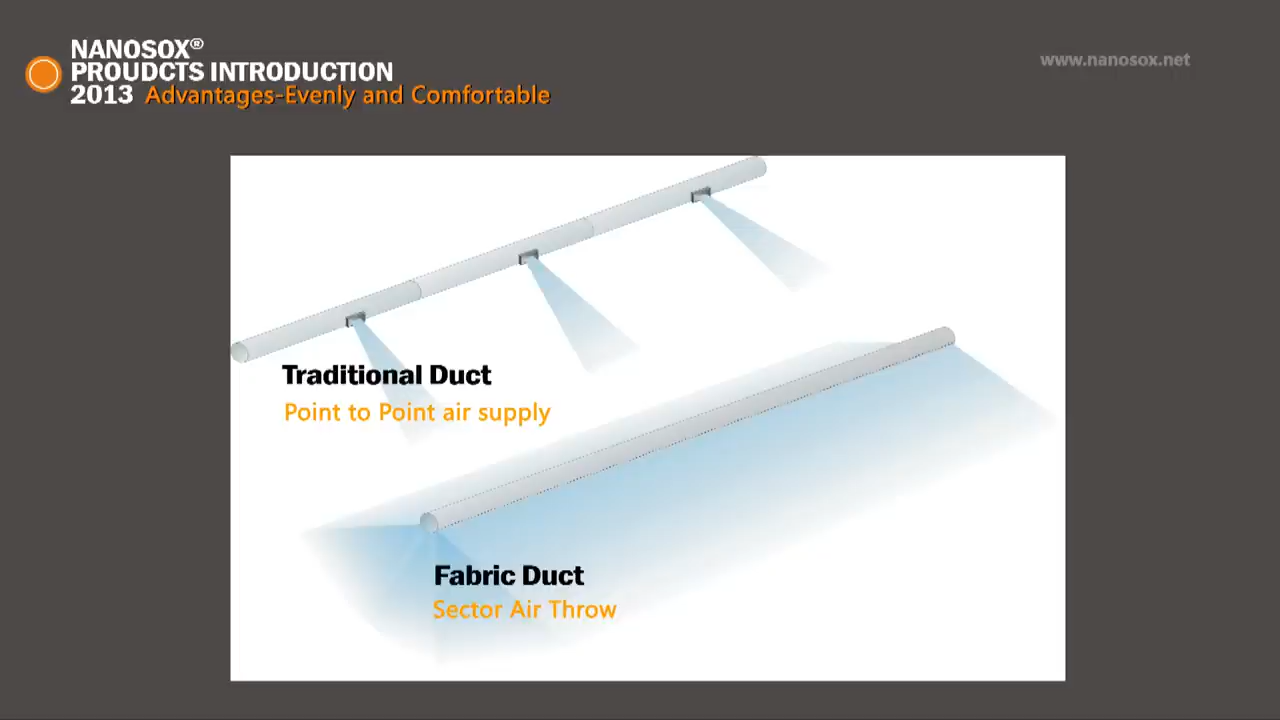 NANOSOX®
PROUDCTS INTRODUCTION
2013 Advantages-Evenly and Comfortable
www.nanosox.net
Traditional Duct
Point to Point air supply
Fabric Duct
Sector Air Throw